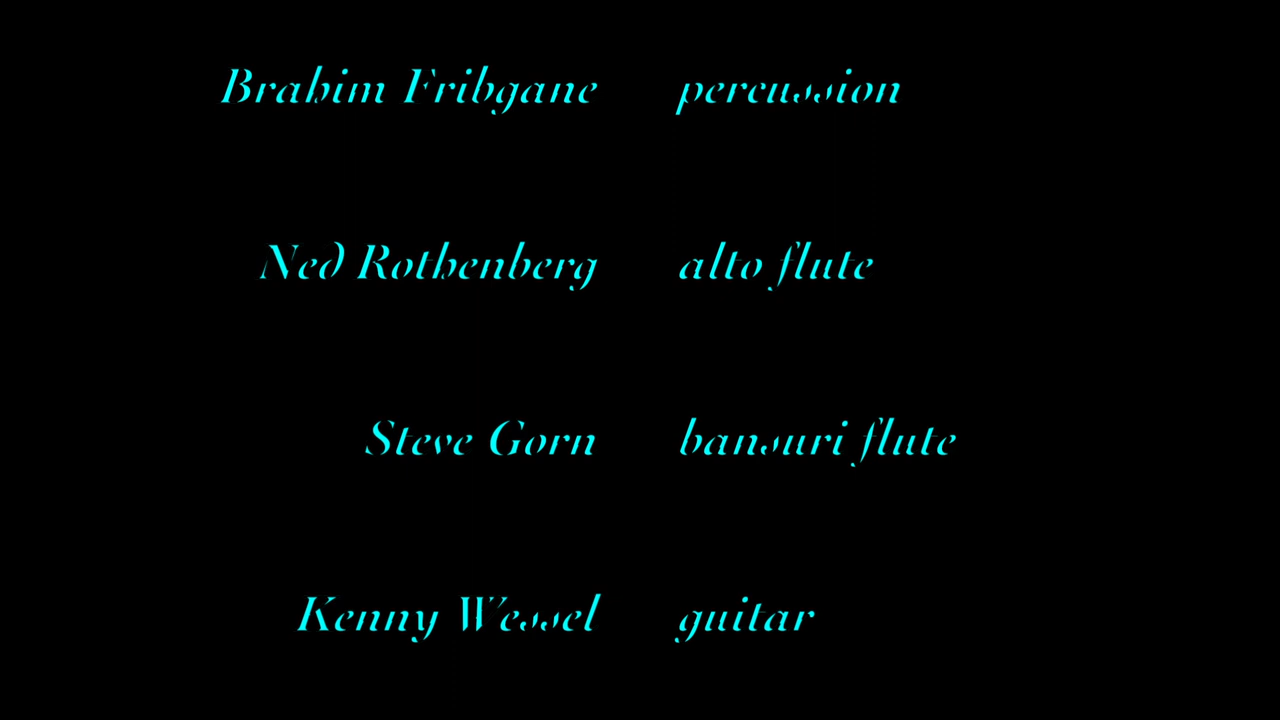 Brahim Fribgane percussion
Ned Rothenberg alto flute
Steve Gorn bansuri flute
Kenny Wessel guitar